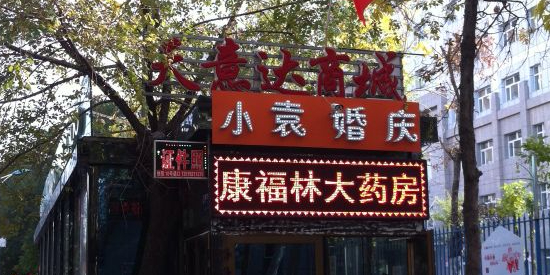 天意达商城
小袁 婚庆
证件照
康福林大药房